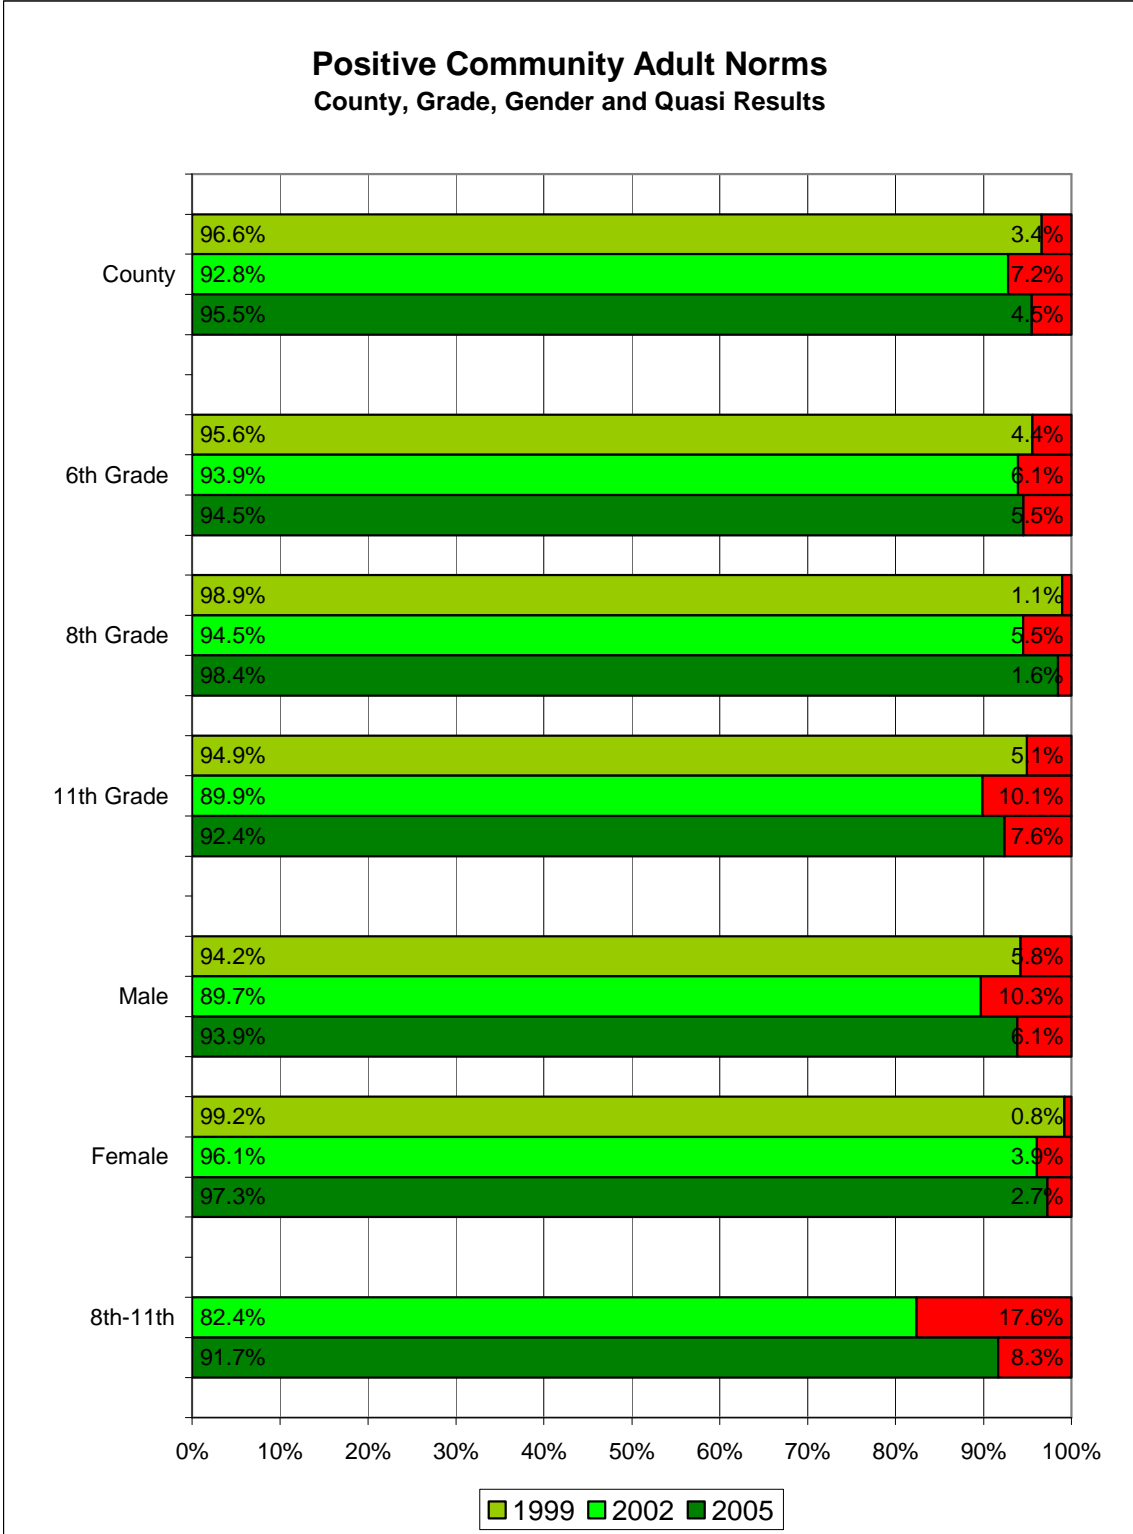 Positive Community Adult Norms
County, Grade, Gender and Quasi Results
96.6% 3.4%
County 92.8% 7.2%
95.5% 4.5%
95.6% 4.4%
6th Grade 93.9% 6.1%
94.5% 5.5%
98.9% 1.1%
8th Grade 94.5% 5.5%
98.4% 1.6%
94.9% 5.1%
11th Grade 89.9% 10.1%
92.4% 7.6%
94.2% 5.8%
Male 89.7% 10.3%
93.9% 6.1%
99.2% 0.8%
Female 96.1% 3.9%
97.3% 2.7%
8th-11th 82.4% 17.6%
91.7% 8.3%
0% 10% 20% 30% 40% 50% 60% 70% 80% 90% 100%
1999 2002 2005